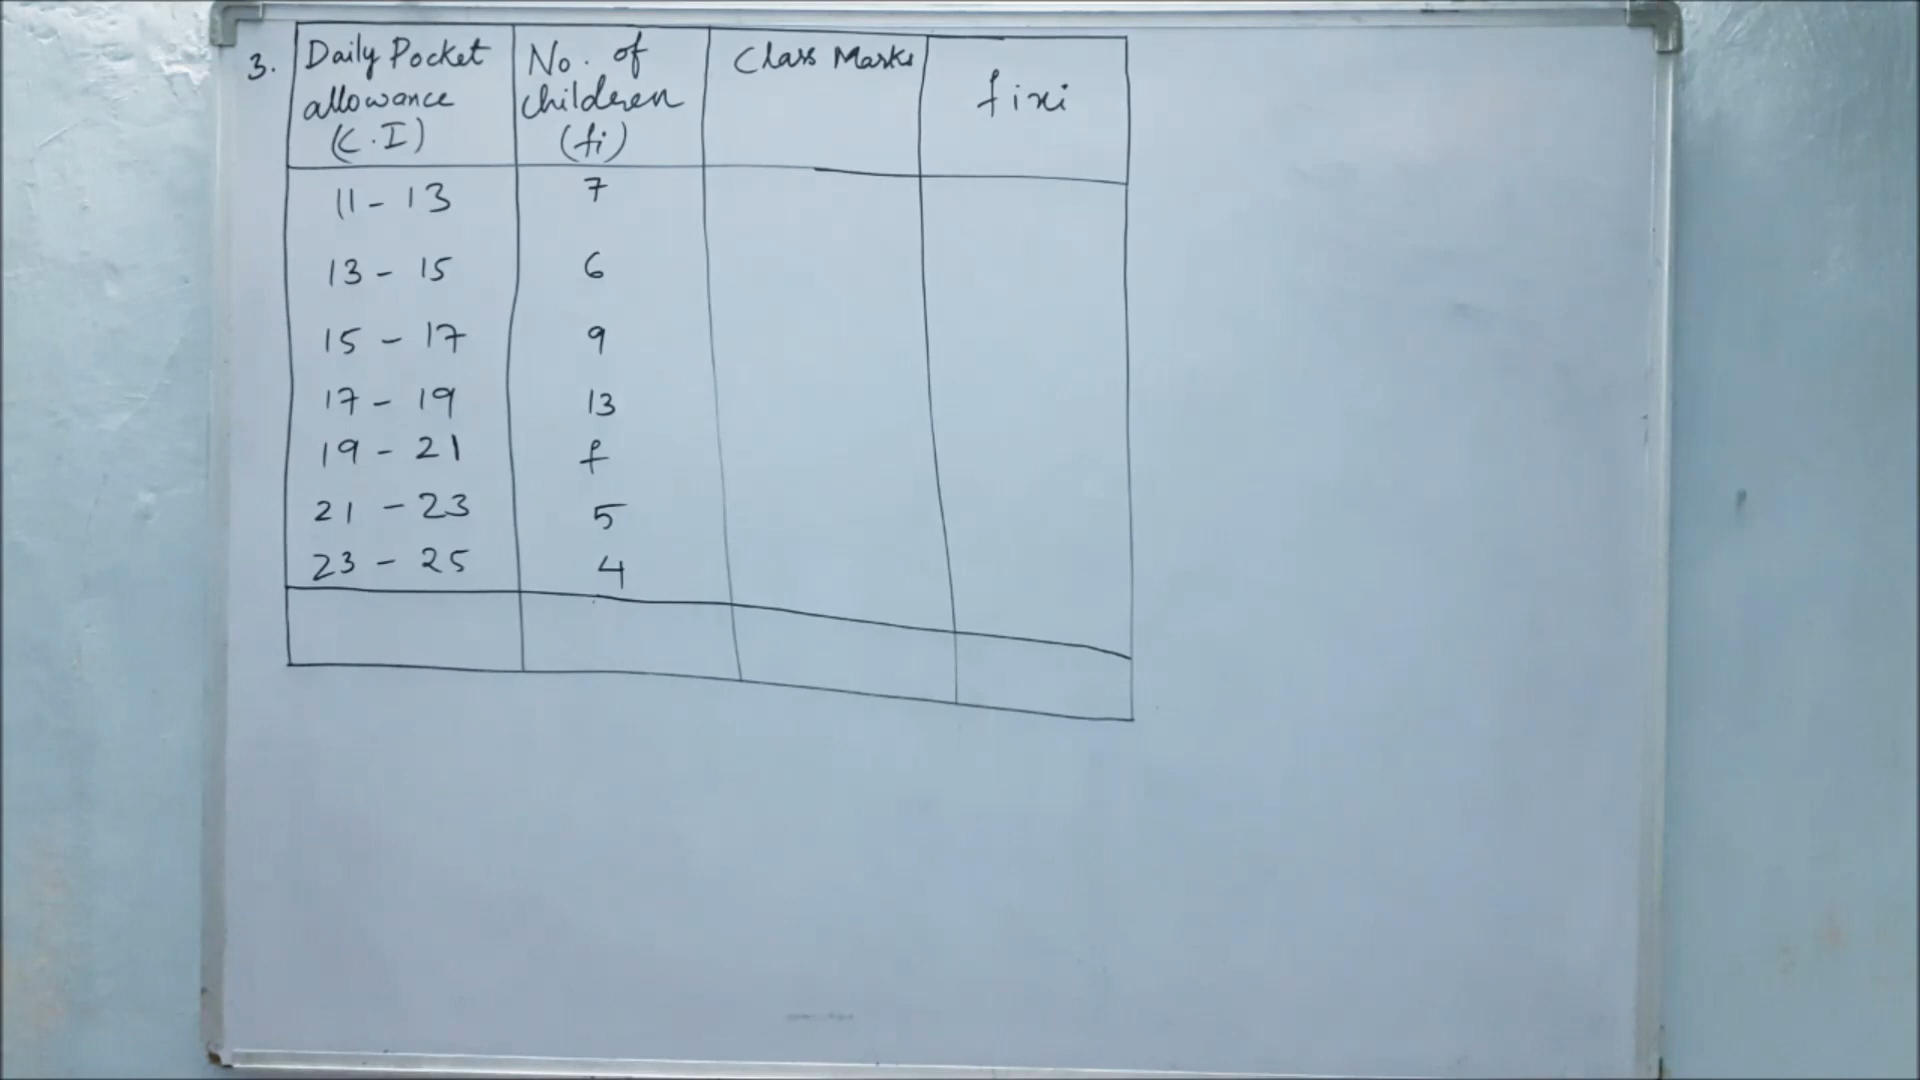 3.
Daily Pocket allowance (C.I)
No. of childeren (fi)
Class Marks
fixi
11 - 13 7
13 - 15 6
15 - 17 9
17 - 19 13
19 - 21 f
21 - 23 5
23 - 25 4